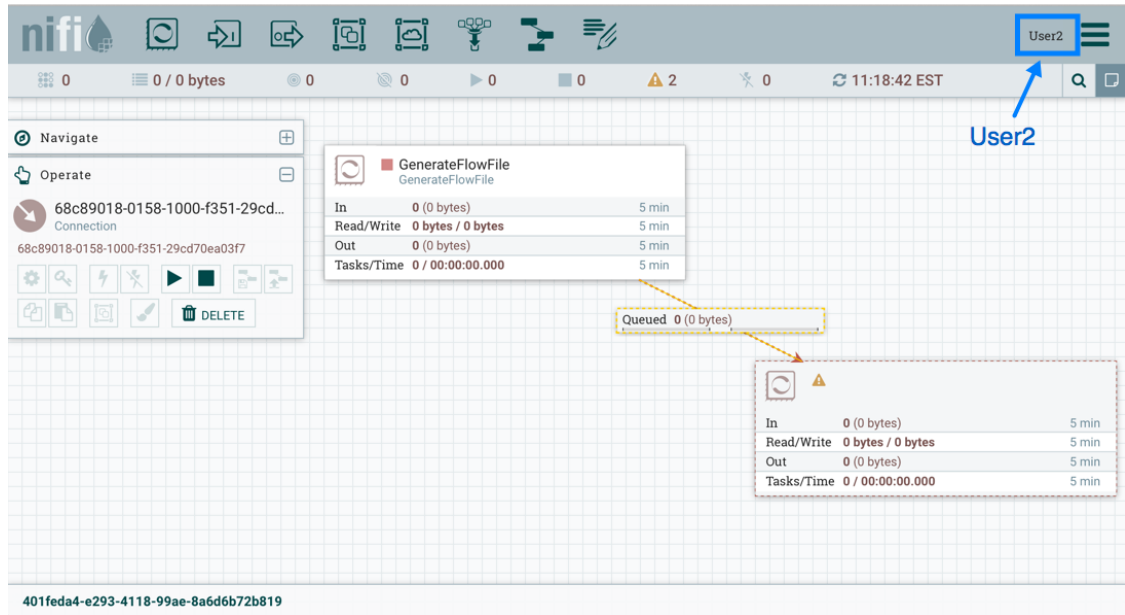 nifi
User2
0
0 / 0 bytes
0
0
0
0
2
0
11:18:42 EST
User2
Navigate
Operate
68c89018-0158-1000-f351-29cd...
Connection
68c89018-0158-1000-f351-29cd70ea03f7
DELETE
GenerateFlowFile
GenerateFlowFile
In 0 (0 bytes) 5 min
Read/Write 0 bytes / 0 bytes 5 min
Out 0 (0 bytes) 5 min
Tasks/Time 0 / 00:00:00.000 5 min
Queued 0 (0 bytes)
In 0 (0 bytes) 5 min
Read/Write 0 bytes / 0 bytes 5 min
Out 0 (0 bytes) 5 min
Tasks/Time 0 / 00:00:00.000 5 min
401feda4-e293-4118-99ae-8a6d6b72b819